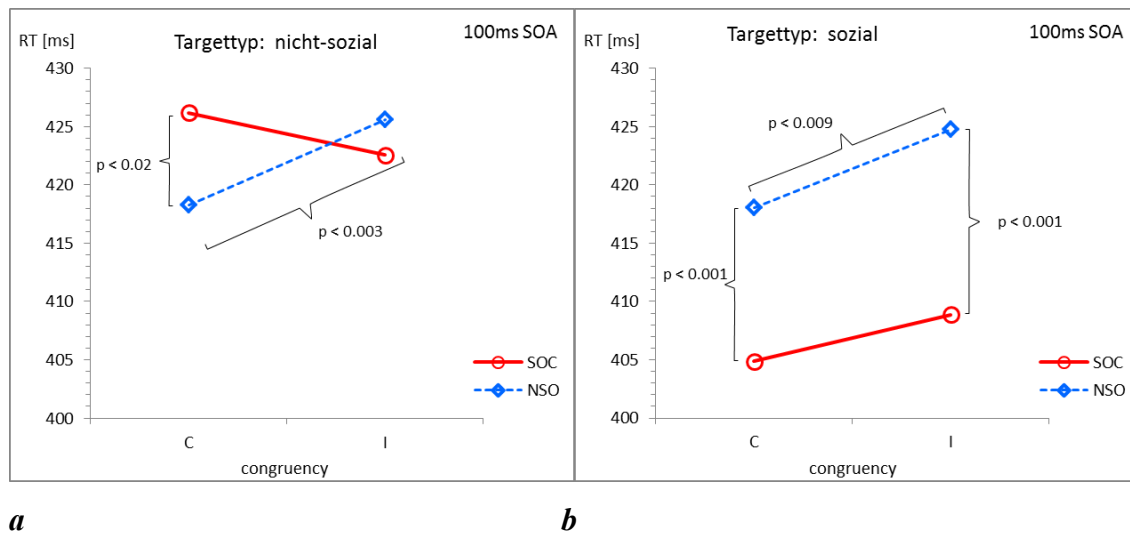 RT [ms]
Targettyp: nicht-sozial
100ms SOA
430
425
420
415
410
405
400
p < 0.02
p < 0.003
SOC
NSO
C
I
congruency
RT [ms]
Targettyp: sozial
100ms SOA
430
425
420
415
410
405
400
p < 0.009
p < 0.001
p < 0.001
SOC
NSO
C
I
congruency
a
b